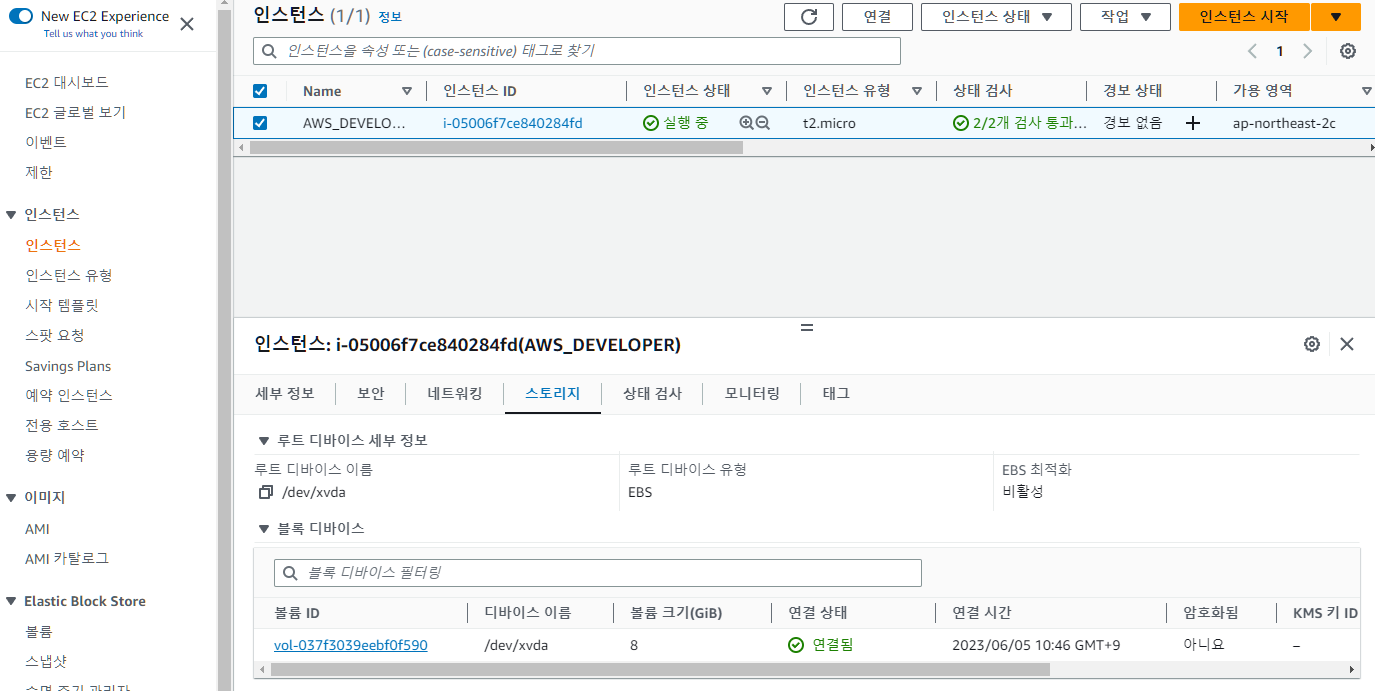 New EC2 Experience
Tell us what you think
EC2 대시보드
EC2 글로벌 보기
이벤트
제한
인스턴스
인스턴스
인스턴스 유형
시작 템플릿
스팟 요청
Savings Plans
예약 인스턴스
전용 호스트
용량 예약
이미지
AMI
AMI 카탈로그
Elastic Block Store
볼륨
스냅샷
수명 주기 관리자
인스턴스 (1/1) 정보
연결
인스턴스 상태
작업
인스턴스 시작
인스턴스을 속성 또는 (case-sensitive) 태그로 찾기
1
Name 인스턴스 ID 인스턴스 상태 인스턴스 유형 상태 검사 경보 상태 가용 영역
AWS_DEVELO... i-05006f7ce840284fd 실행 중 t2.micro 2/2개 검사 통과... 경보 없음 ap-northeast-2c
인스턴스: i-05006f7ce840284fd(AWS_DEVELOPER)
세부 정보 보안 네트워킹 스토리지 상태 검사 모니터링 태그
루트 디바이스 세부 정보
루트 디바이스 이름 루트 디바이스 유형 EBS 최적화
/dev/xvda EBS 비활성
블록 디바이스
블록 디바이스 필터링
볼륨 ID 디바이스 이름 볼륨 크기(GiB) 연결 상태 연결 시간 암호화됨 KMS 키 ID
vol-037f3039eebf0f590 /dev/xvda 8 연결됨 2023/06/05 10:46 GMT+9 아니요 –